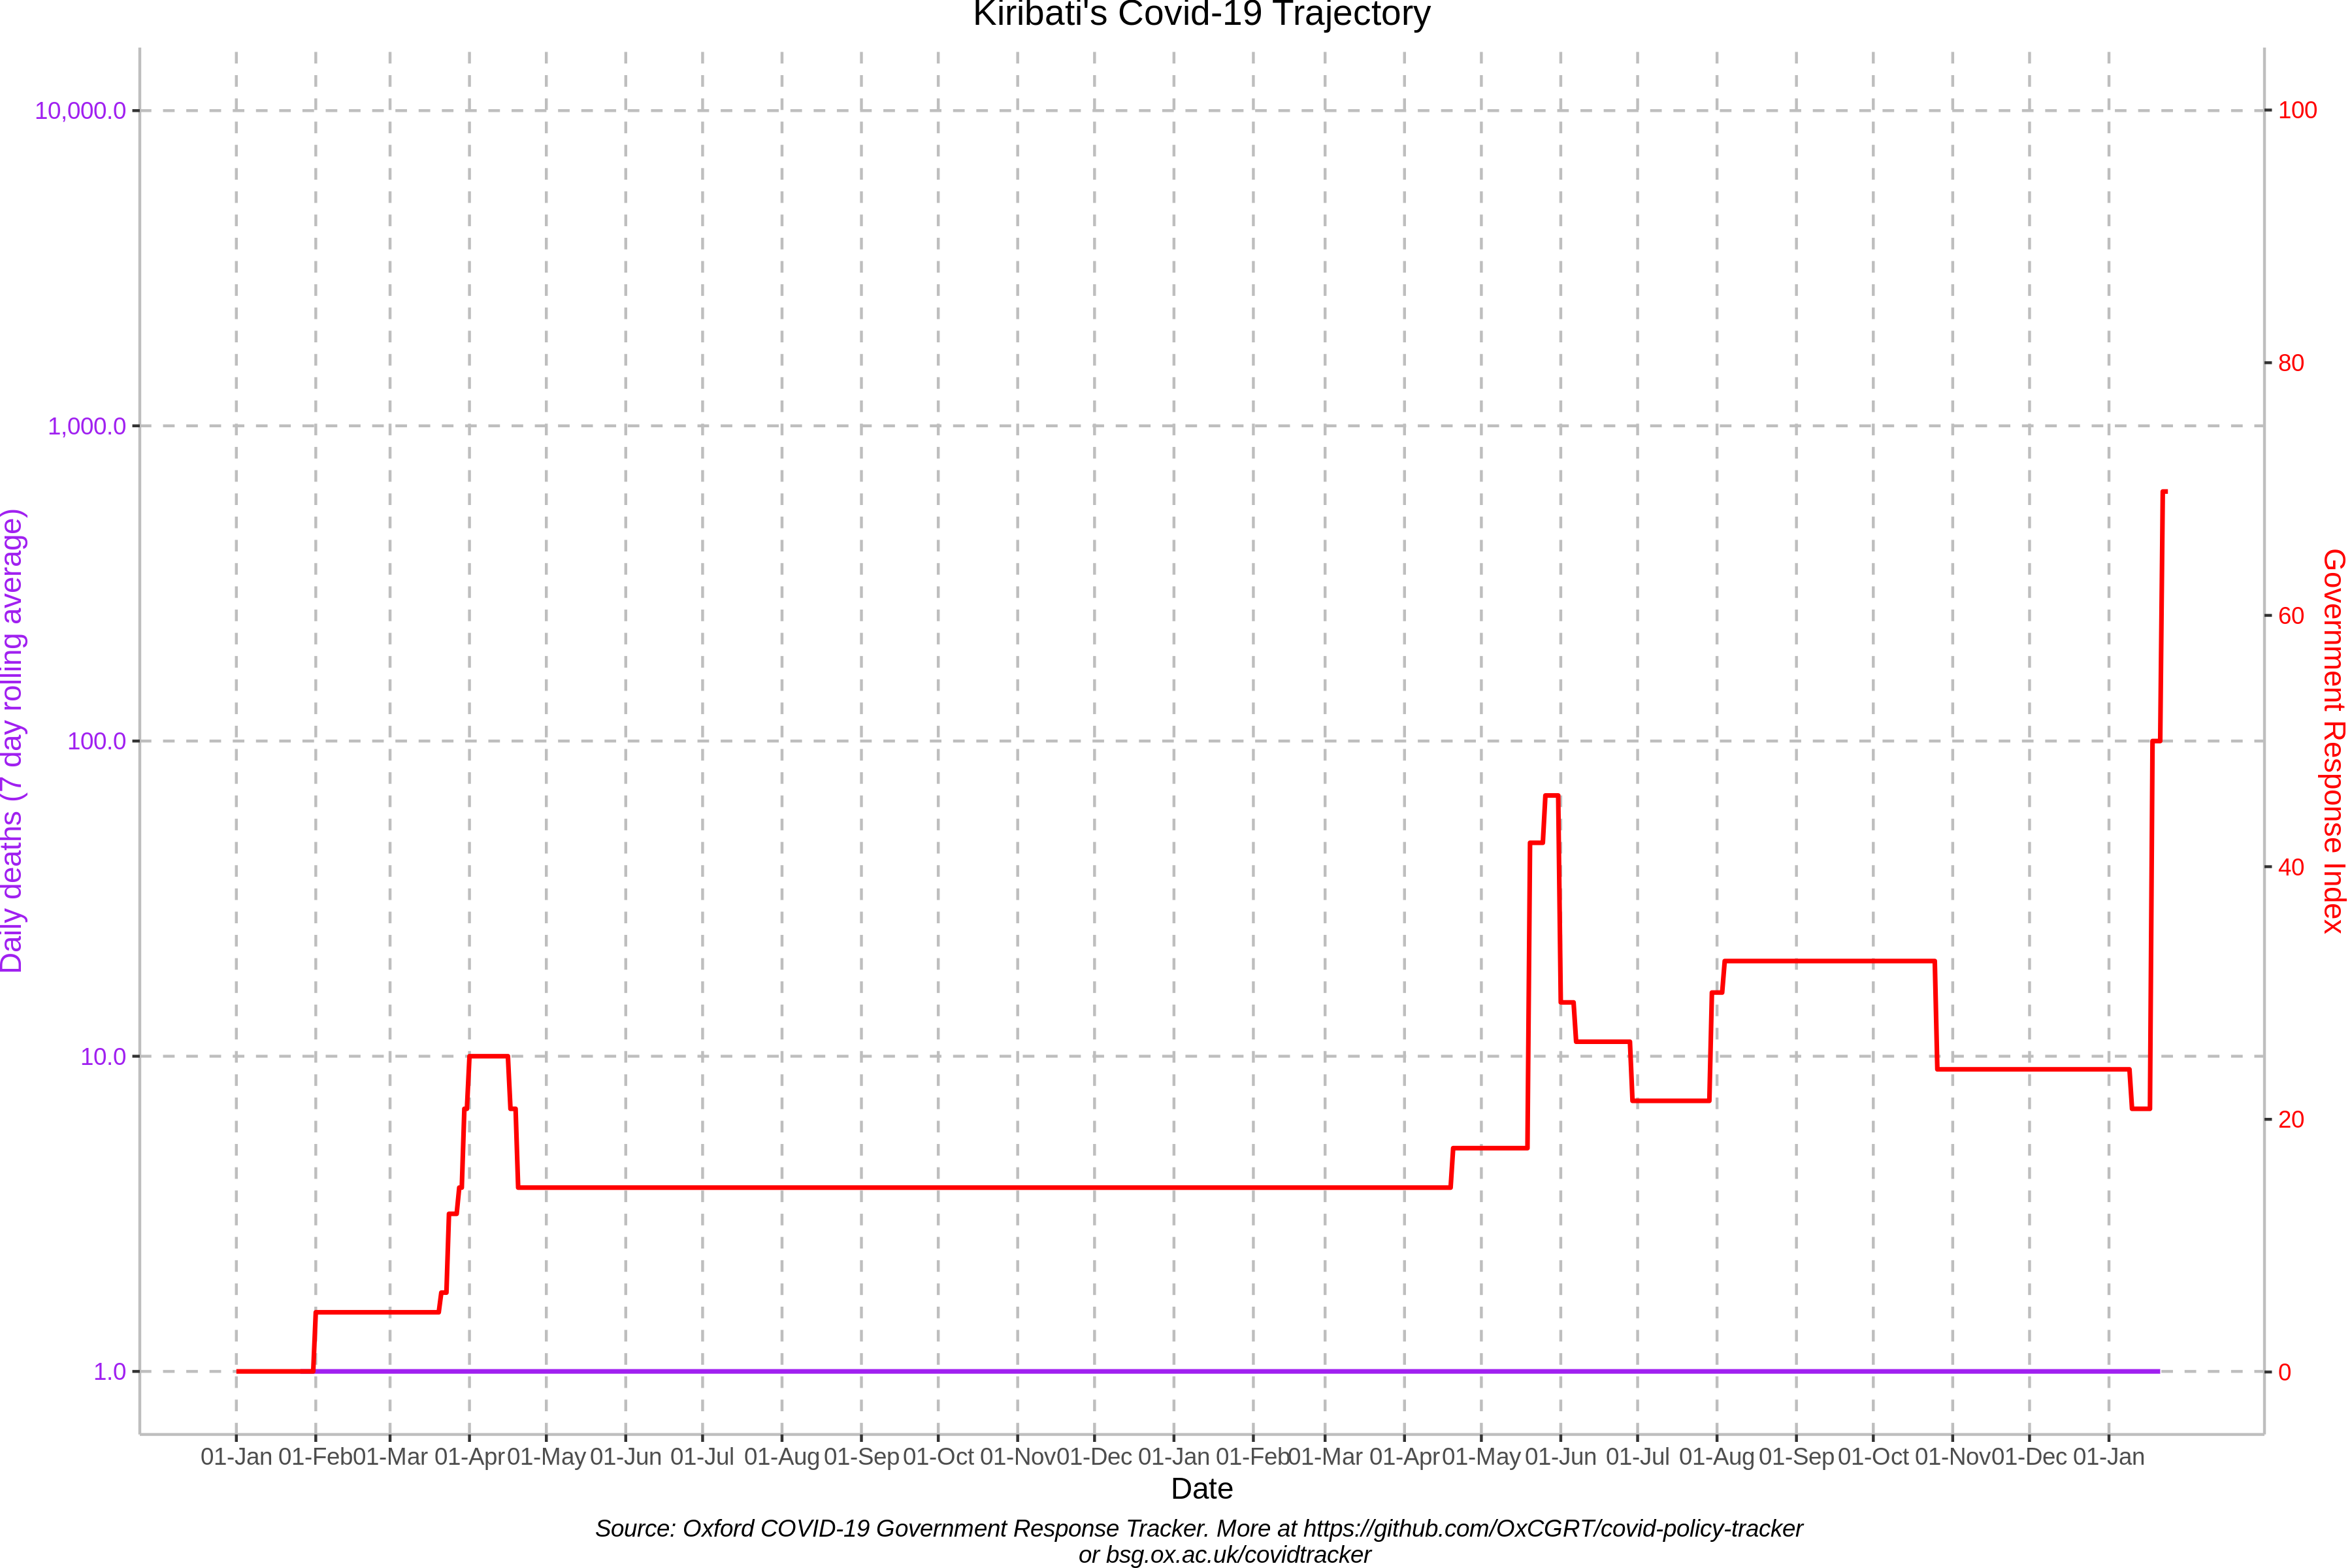 Kiribati's Covid-19 Trajectory
10,000.0
1,000.0
100.0
10.0
1.0
Daily deaths (7 day rolling average)
100
80
60
40
20
0
Government Response Index
01-Jan 01-Feb 01-Mar 01-Apr 01-May 01-Jun 01-Jul 01-Aug 01-Sep 01-Oct 01-Nov 01-Dec 01-Jan 01-Feb 01-Mar 01-Apr 01-May 01-Jun 01-Jul 01-Aug 01-Sep 01-Oct 01-Nov 01-Dec 01-Jan
Date
Source: Oxford COVID-19 Government Response Tracker. More at https://github.com/OxCGRT/covid-policy-tracker
or bsg.ox.ac.uk/covidtracker